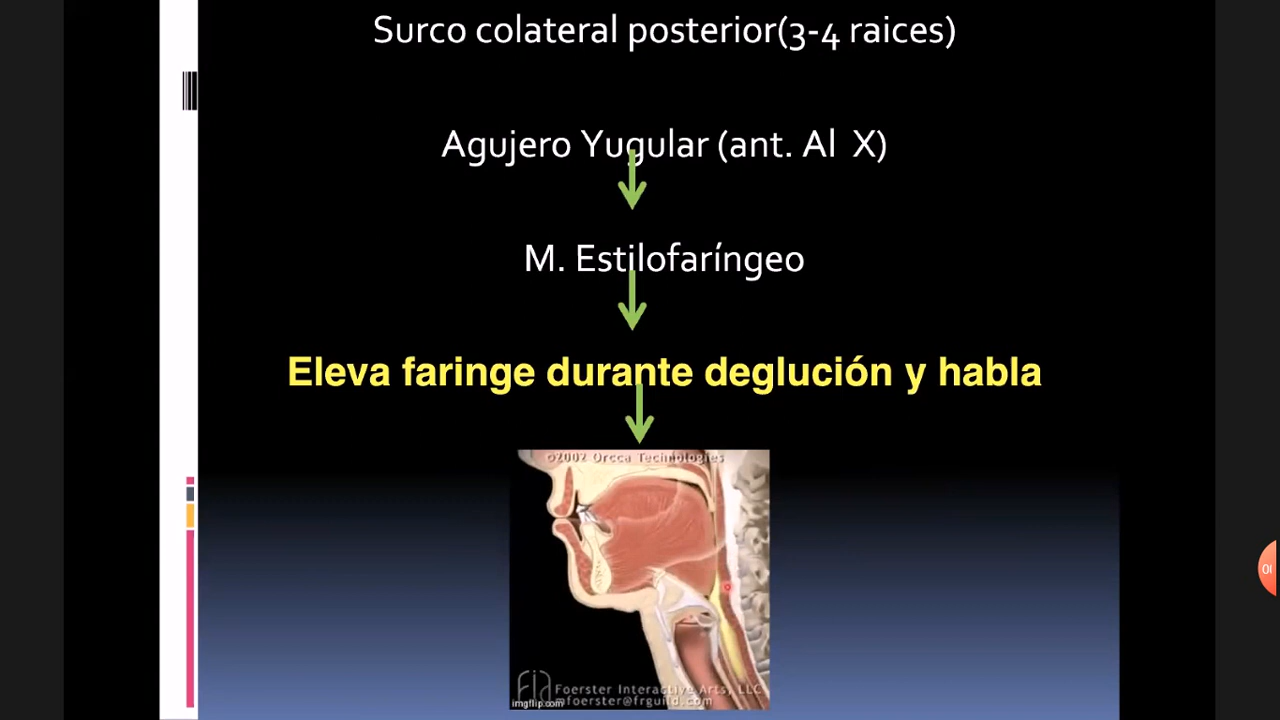 Surco colateral posterior(3-4 raices)
Agujero Yugular (ant. Al X)
M. Estilofaríngeo
Eleva faringe durante deglución y habla
©2002 Orcca Technologies
Foerster Interactive Arts, LLC
mfoerster@frguild.com
imgflip.com